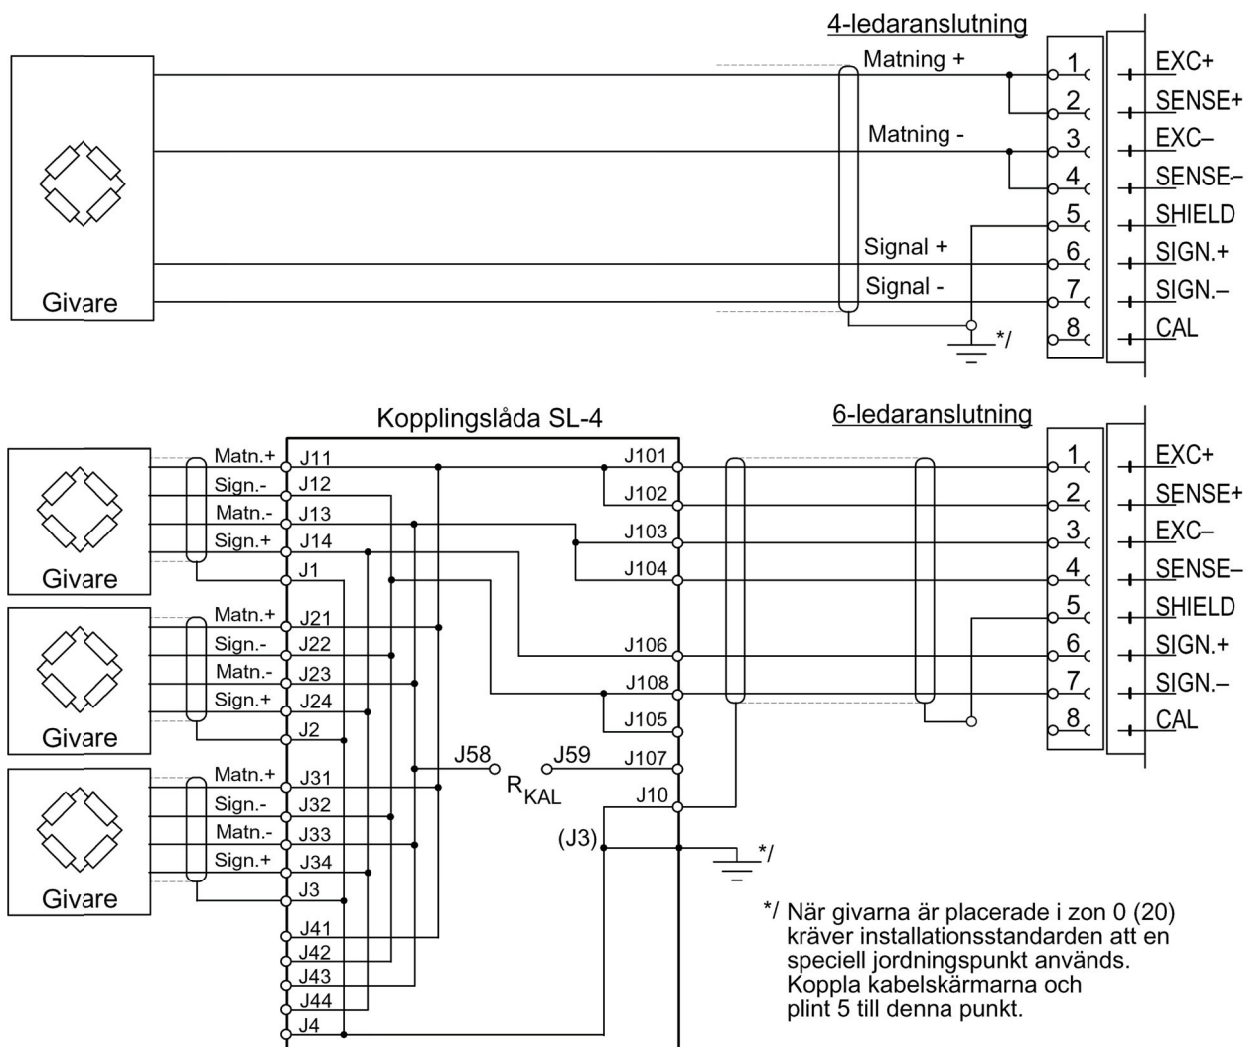 4-ledaranslutning
Matning +
Matning -
Signal +
Signal -
Givare
*/
1 EXC+
2 SENSE+
3 EXC–
4 SENSE–
5 SHIELD
6 SIGN.+
7 SIGN.–
8 CAL
Kopplingslåda SL-4
6-ledaranslutning
Matn.+ J11
Sign.- J12
Matn.- J13
Sign.+ J14
J1
Givare
Matn.+ J21
Sign.- J22
Matn.- J23
Sign.+ J24
J2
Givare
Matn.+ J31
Sign.- J32
Matn.- J33
Sign.+ J34
J3
Givare
J41
J42
J43
J44
J4
J58
RKAL
J59
J101
J102
J103
J104
J106
J108
J105
J107
J10
(J3)
*/
1 EXC+
2 SENSE+
3 EXC–
4 SENSE–
5 SHIELD
6 SIGN.+
7 SIGN.–
8 CAL
*/ När givarna är placerade i zon 0 (20)
kräver installationsstandarden att en
speciell jordningspunkt används.
Koppla kabelskärmarna och
plint 5 till denna punkt.